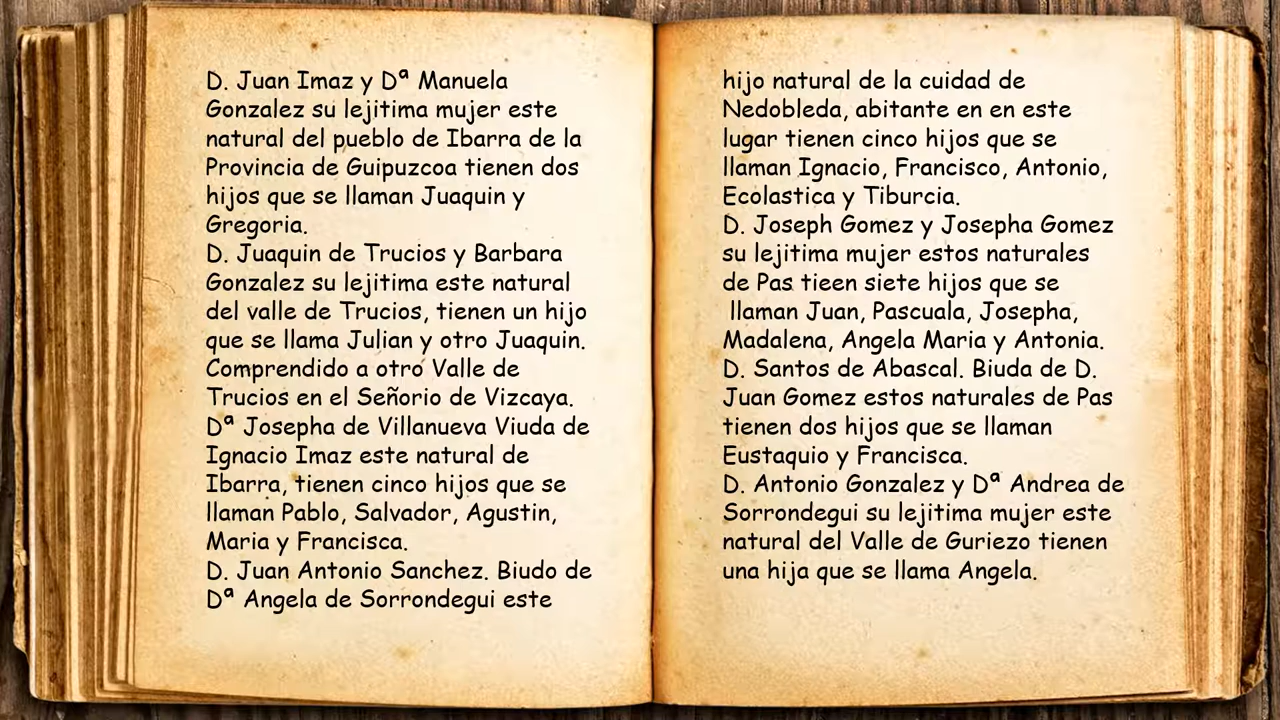 D. Juan Imaz y Dª Manuela
Gonzalez su lejitima mujer este
natural del pueblo de Ibarra de la
Provincia de Guipuzcoa tienen dos
hijos que se llaman Juaquin y
Gregoria.
D. Juaquin de Trucios y Barbara
Gonzalez su lejitima este natural
del valle de Trucios, tienen un hijo
que se llama Julian y otro Juaquin.
Comprendido a otro Valle de
Trucios en el Señorio de Vizcaya.
Dª Josepha de Villanueva Viuda de
Ignacio Imaz este natural de
Ibarra, tienen cinco hijos que se
llaman Pablo, Salvador, Agustin,
Maria y Francisca.
D. Juan Antonio Sanchez. Biudo de
Dª Angela de Sorrondegui este
hijo natural de la cuidad de
Nedobleda, abitante en en este
lugar tienen cinco hijos que se
llaman Ignacio, Francisco, Antonio,
Ecolastica y Tiburcia.
D. Joseph Gomez y Josepha Gomez
su lejitima mujer estos naturales
de Pas tieen siete hijos que se
llaman Juan, Pascuala, Josepha,
Madalena, Angela Maria y Antonia.
D. Santos de Abascal. Biuda de D.
Juan Gomez estos naturales de Pas
tienen dos hijos que se llaman
Eustaquio y Francisca.
D. Antonio Gonzalez y Dª Andrea de
Sorrondegui su lejitima mujer este
natural del Valle de Guriezo tienen
una hija que se llama Angela.